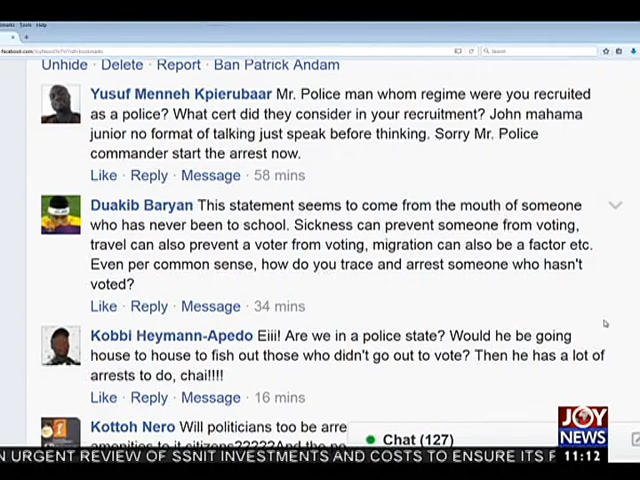 Unhide · Delete · Report · Ban Patrick Andam
Yusuf Menneh Kpierubaar Mr. Police man whom regime were you recruited
as a police? What cert did they consider in your recruitment? John mahama
junior no format of talking just speak before thinking. Sorry Mr. Police
commander start the arrest now.
Like · Reply · Message · 58 mins
Duakib Baryan This statement seems to come from the mouth of someone
who has never been to school. Sickness can prevent someone from voting,
travel can also prevent a voter from voting, migration can also be a factor etc.
Even per common sense, how do you trace and arrest someone who hasn't
voted?
Like · Reply · Message · 34 mins
Kobbi Heymann-Apedo Eiii! Are we in a police state? Would he be going
house to house to fish out those who didn't go out to vote? Then he has a lot of
arrests to do, chai!!!!
Like · Reply · Message · 16 mins
Kottoh Nero Will politicians too be arre
Chat (127)
JOY
NEWS
N URGENT REVIEW OF SSNIT INVESTMENTS AND COSTS TO ENSURE ITS F
11:12